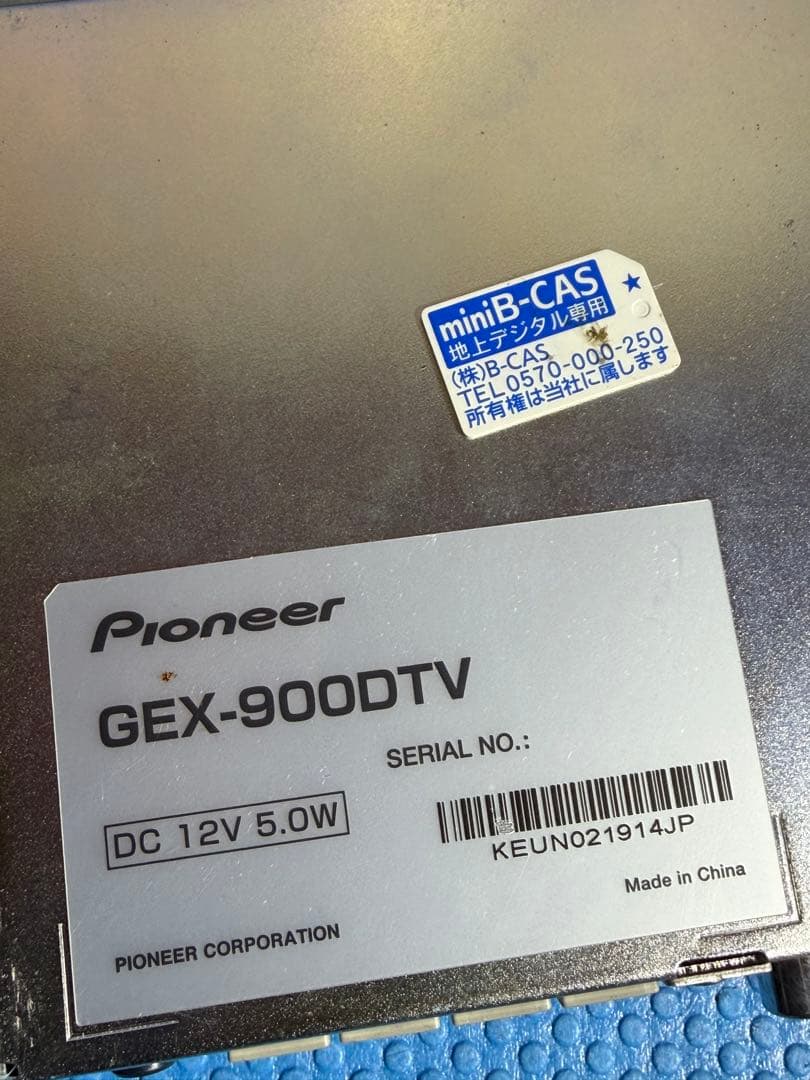 miniB-CAS ★
地上デジタル専用
(株)B-CAS
TEL0570-000-250
所有権は当社に属します
Pioneer
GEX-900DTV
SERIAL NO.:
DC 12V 5.0W
KEUN021914JP
Made in China
PIONEER CORPORATION